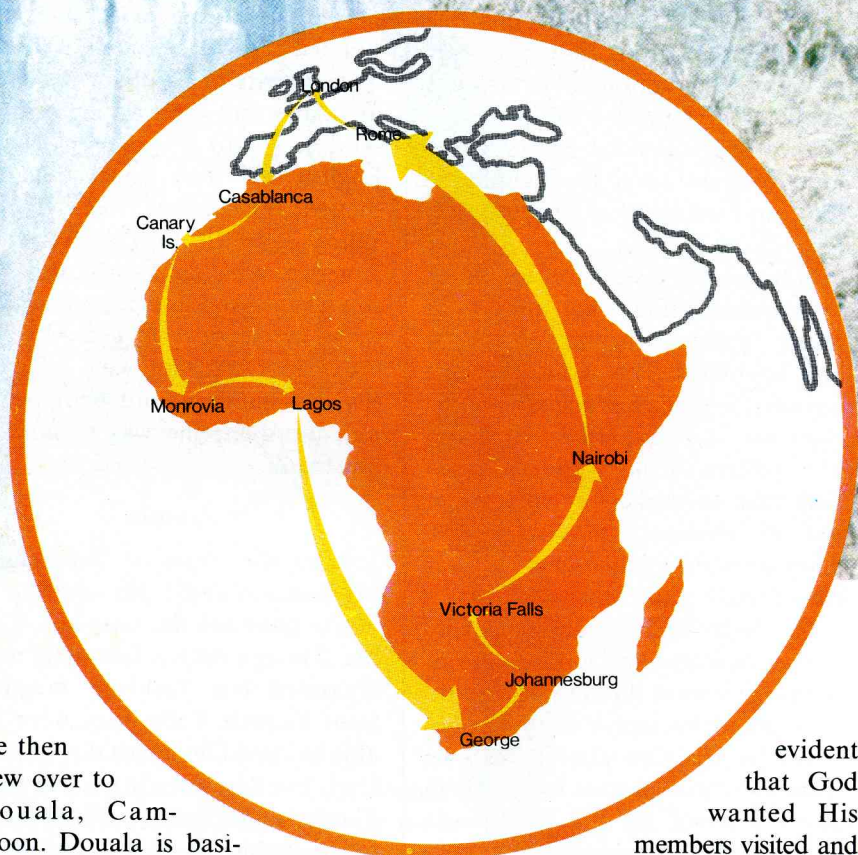 London
Rome
Casablanca
Canary
Is.
Monrovia
Lagos
Nairobi
Victoria Falls
Johannesburg
George
e then
ew over to
ouala, Cam-
oon. Douala is basi-
evident
that God
wanted His
members visited and